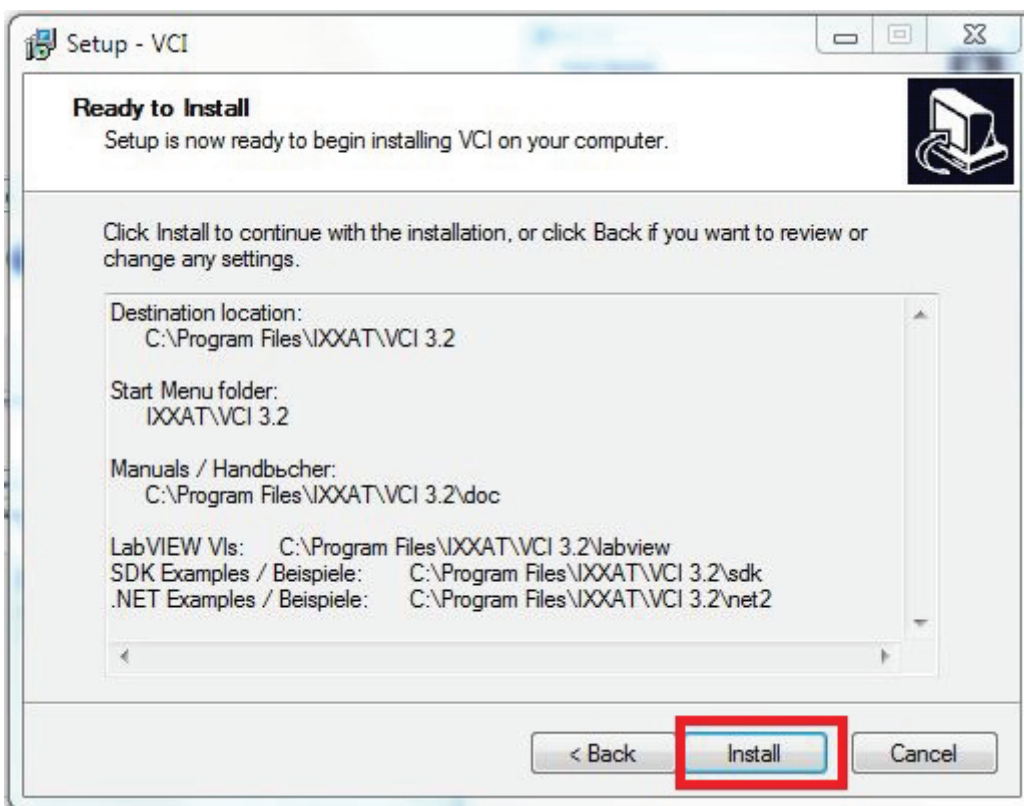 Setup - VCI
Ready to Install
Setup is now ready to begin installing VCI on your computer.
Click Install to continue with the installation, or click Back if you want to review or
change any settings.
Destination location:
C:\Program Files\IXXAT\VCI 3.2
Start Menu folder:
IXXAT\VCI 3.2
Manuals / Handbьcher:
C:\Program Files\IXXAT\VCI 3.2\doc
LabVIEW VIs: C:\Program Files\IXXAT\VCI 3.2\labview
SDK Examples / Beispiele: C:\Program Files\IXXAT\VCI 3.2\sdk
.NET Examples / Beispiele: C:\Program Files\IXXAT\VCI 3.2\net2
< Back Install Cancel